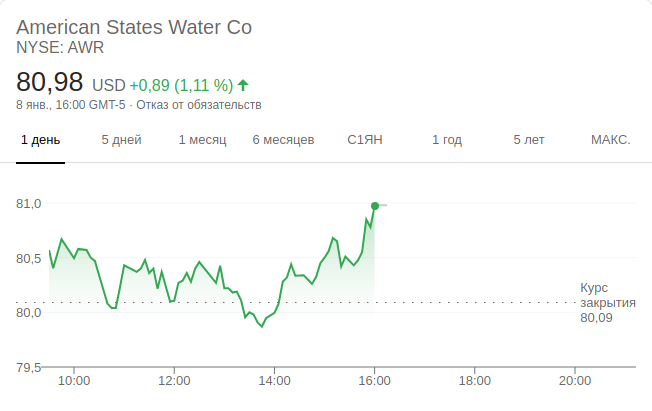 American States Water Co
NYSE: AWR
80,98 USD +0,89 (1,11 %)
8 янв., 16:00 GMT-5 · Отказ от обязательств
1 день 5 дней 1 месяц 6 месяцев С1ЯН 1 год 5 лет МАКС.
81,0
80,5
80,0
79,5
Курс
закрытия
80,09
10:00 12:00 14:00 16:00 18:00 20:00